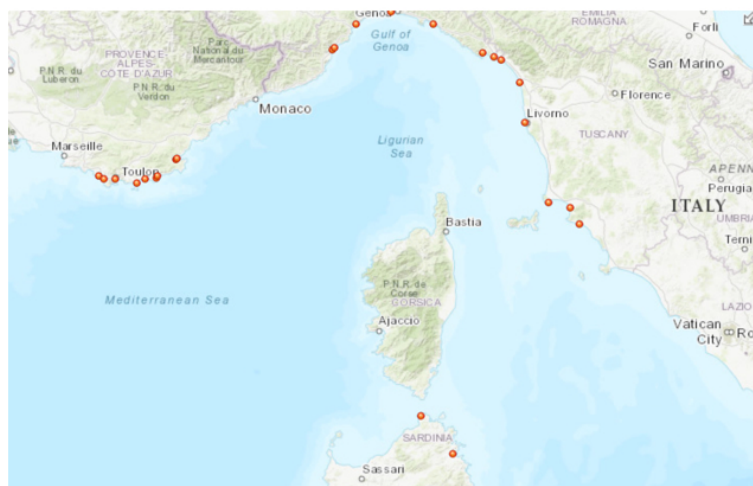 Genoa
EMILIA
ROMAGNA
Forlì
PROVENCE
ALPES-
CÔTE-D'AZUR
Parc
National du
Mercantour
Gulf of
Genoa
San Marino
P.N.R. du
Luberon
P.N.R. du
Verdon
Monaco
Florence
Livorno
Marseille
Ligurian
Sea
TUSCANY
Toulon
APENN
Perugia
ITALY
UMBRIA
Bastia
Terni
P.N.R. de
Corse
CORSICA
Mediterranean Sea
LAZIO
Ajaccio
Vatican
City
Ro
SARDINIA
Sassari